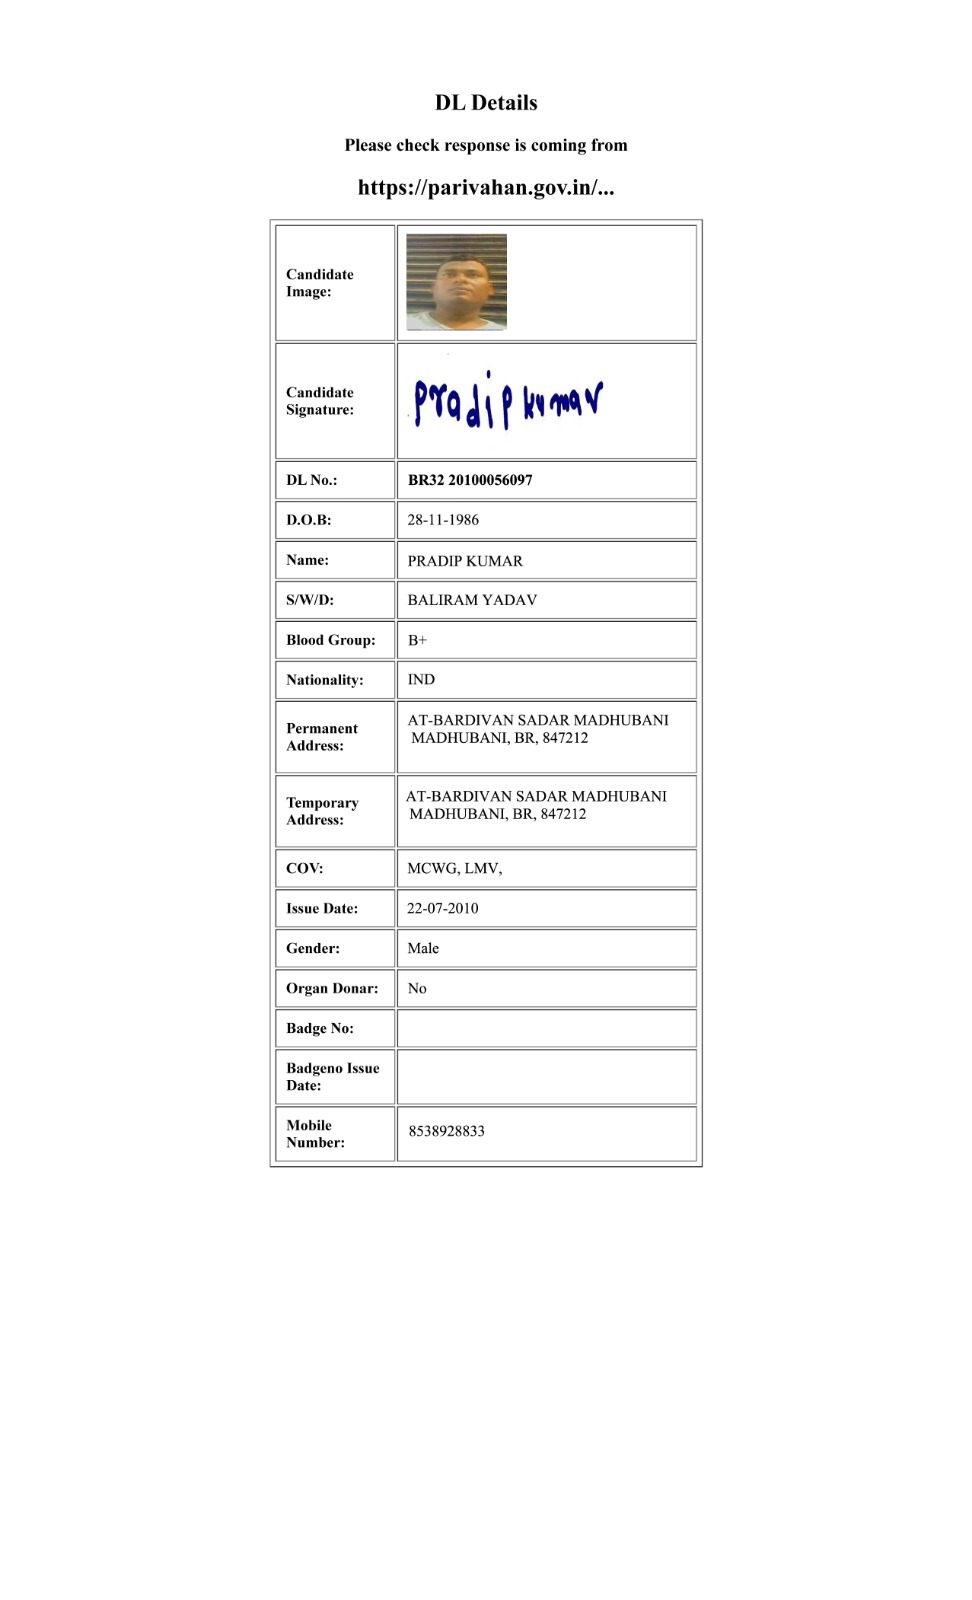 DL Details
Please check response is coming from
https://parivahan.gov.in/...
Candidate
Image:
Candidate
Signature:
Pradip kumar
DL No.: BR32 20100056097
D.O.B: 28-11-1986
Name: PRADIP KUMAR
S/W/D: BALIRAM YADAV
Blood Group: B+
Nationality: IND
Permanent
Address:
AT-BARDIVAN SADAR MADHUBANI
MADHUBANI, BR, 847212
Temporary
Address:
AT-BARDIVAN SADAR MADHUBANI
MADHUBANI, BR, 847212
COV: MCWG, LMV,
Issue Date: 22-07-2010
Gender: Male
Organ Donar: No
Badge No:
Badgeno Issue
Date:
Mobile
Number:
8538928833